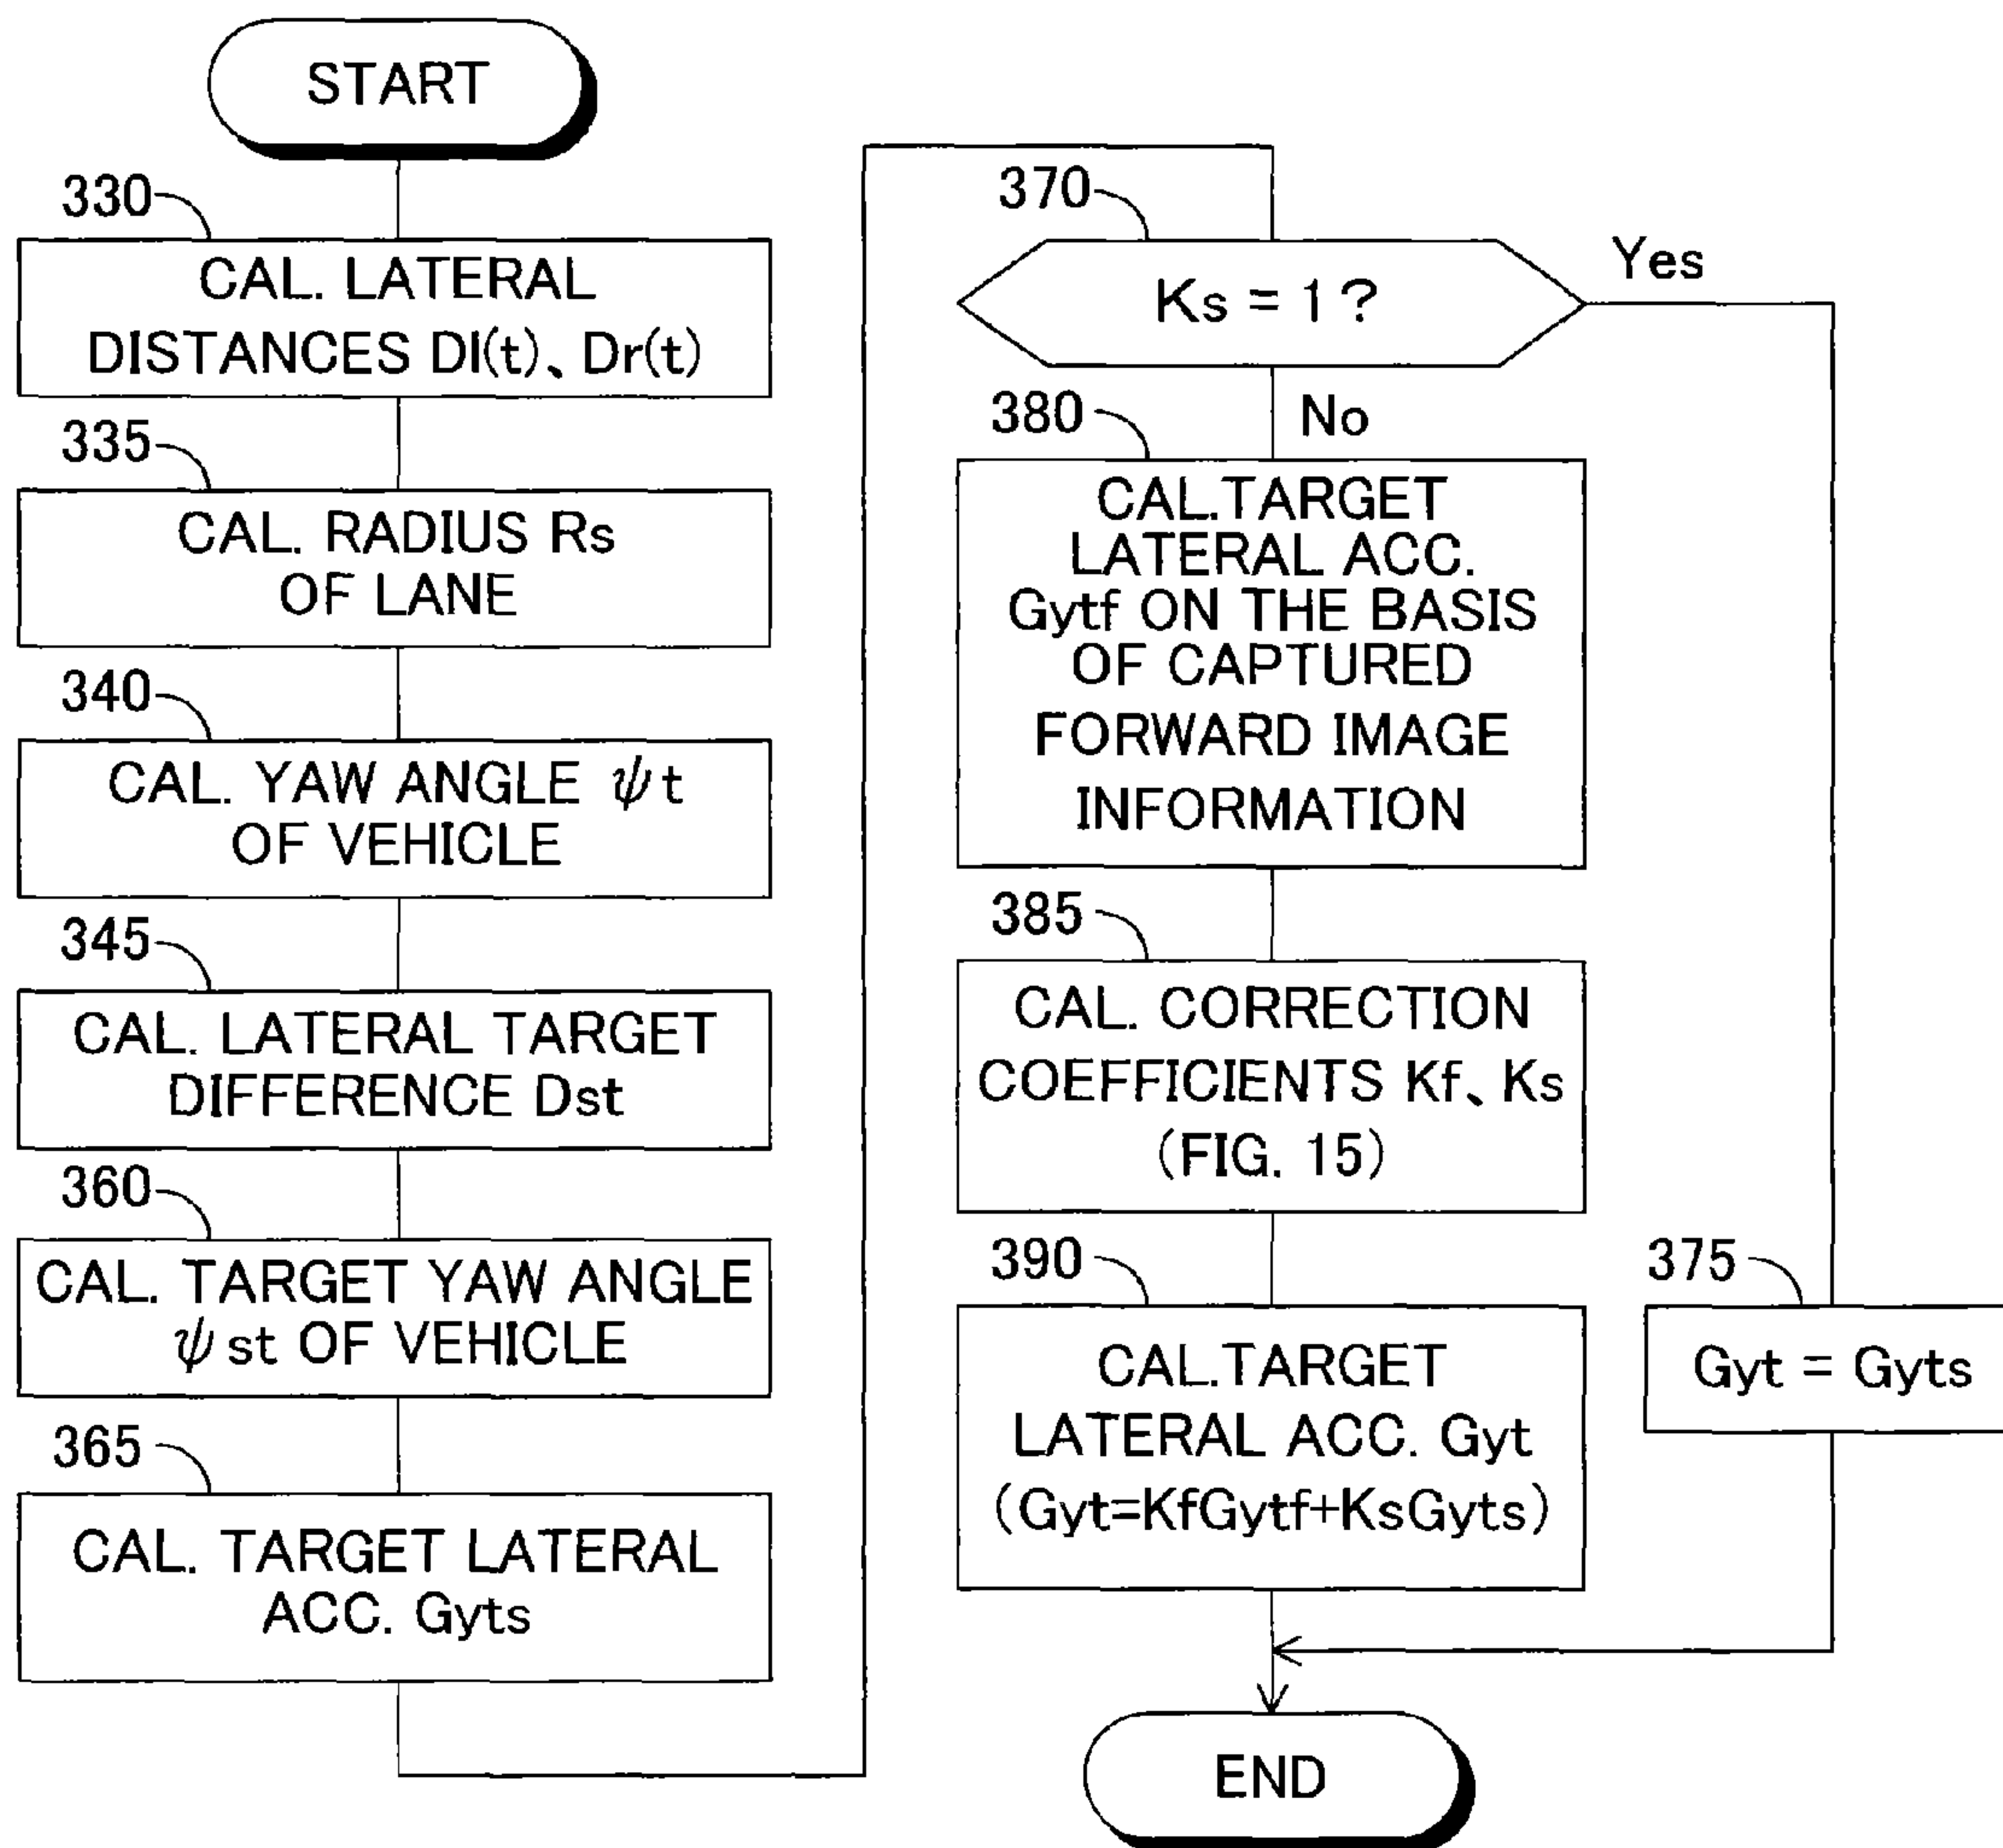 START
330
CAL. LATERAL
DISTANCES Dl(t)、Dr(t)
335
CAL. RADIUS Rs
OF LANE
340
CAL. YAW ANGLE ψt
OF VEHICLE
345
CAL. LATERAL TARGET
DIFFERENCE Dst
360
CAL. TARGET YAW ANGLE
ψst OF VEHICLE
365
CAL. TARGET LATERAL
ACC. Gyts
370
Ks = 1 ?
Yes
No
380
CAL.TARGET
LATERAL ACC.
Gytf ON THE BASIS
OF CAPTURED
FORWARD IMAGE
INFORMATION
385
CAL. CORRECTION
COEFFICIENTS Kf、Ks
(FIG. 15)
390
CAL.TARGET
LATERAL ACC. Gyt
(Gyt=KfGytf+KsGyts)
375
Gyt = Gyts
END